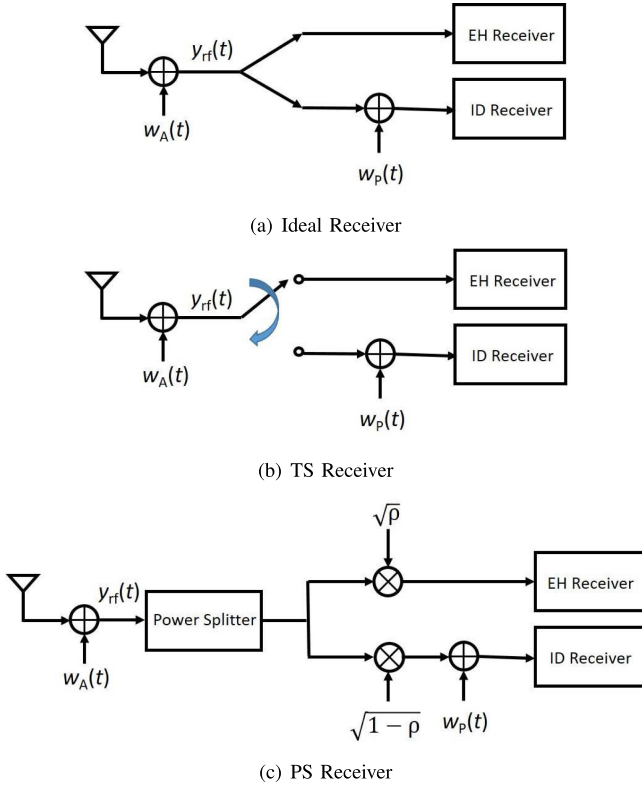 y_rf(t)
EH Receiver
w_A(t)
ID Receiver
w_P(t)
(a) Ideal Receiver
y_rf(t)
EH Receiver
w_A(t)
ID Receiver
w_P(t)
(b) TS Receiver
√ρ
y_rf(t)
Power Splitter
EH Receiver
w_A(t)
ID Receiver
√(1 − ρ)
w_P(t)
(c) PS Receiver